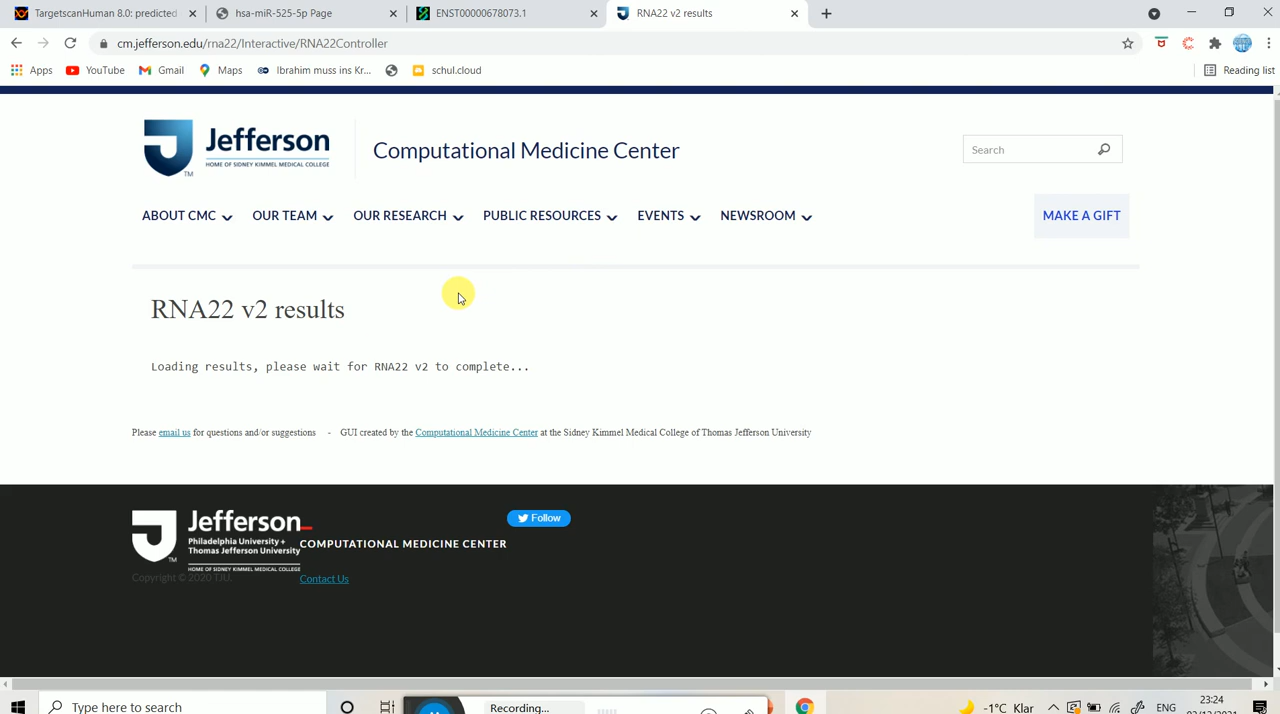 TargetscanHuman 8.0: predicted
hsa-miR-525-5p Page
ENST00000678073.1
RNA22 v2 results
cm.jefferson.edu/rna22/Interactive/RNA22Controller
Apps
YouTube
Gmail
Maps
Ibrahim muss ins Kr...
schul.cloud
Reading list
Jefferson
HOME OF SIDNEY KIMMEL MEDICAL COLLEGE
TM
Computational Medicine Center
Search
ABOUT CMC
OUR TEAM
OUR RESEARCH
PUBLIC RESOURCES
EVENTS
NEWSROOM
MAKE A GIFT
RNA22 v2 results
Loading results, please wait for RNA22 v2 to complete...
Please email us for questions and/or suggestions - GUI created by the Computational Medicine Center at the Sidney Kimmel Medical College of Thomas Jefferson University
Jefferson
Philadelphia University +
Thomas Jefferson University
HOME OF SIDNEY KIMMEL MEDICAL COLLEGE
TM
Follow
COMPUTATIONAL MEDICINE CENTER
Copyright © 2020 TJU.
Contact Us
Type here to search
Recording...
-1°C Klar
ENG
23:24